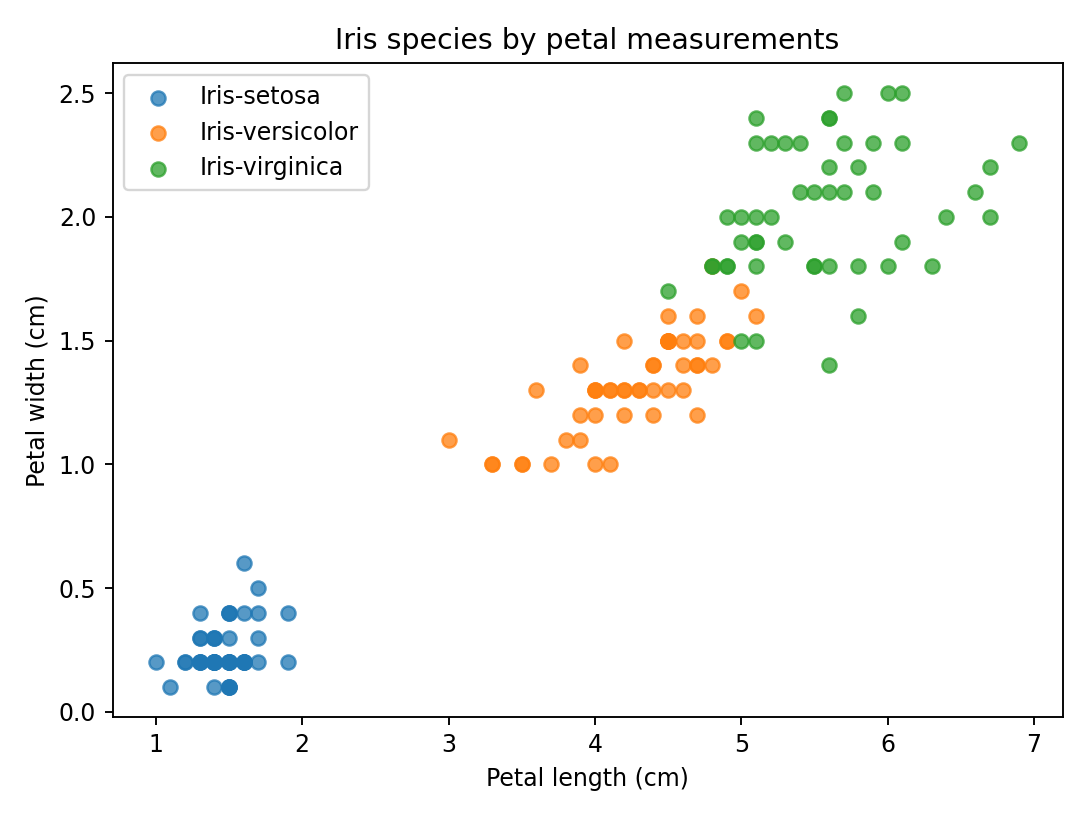 Iris species by petal measurements
Iris-setosa
Iris-versicolor
Iris-virginica
Petal width (cm)
2.5
2.0
1.5
1.0
0.5
0.0
1 2 3 4 5 6 7
Petal length (cm)